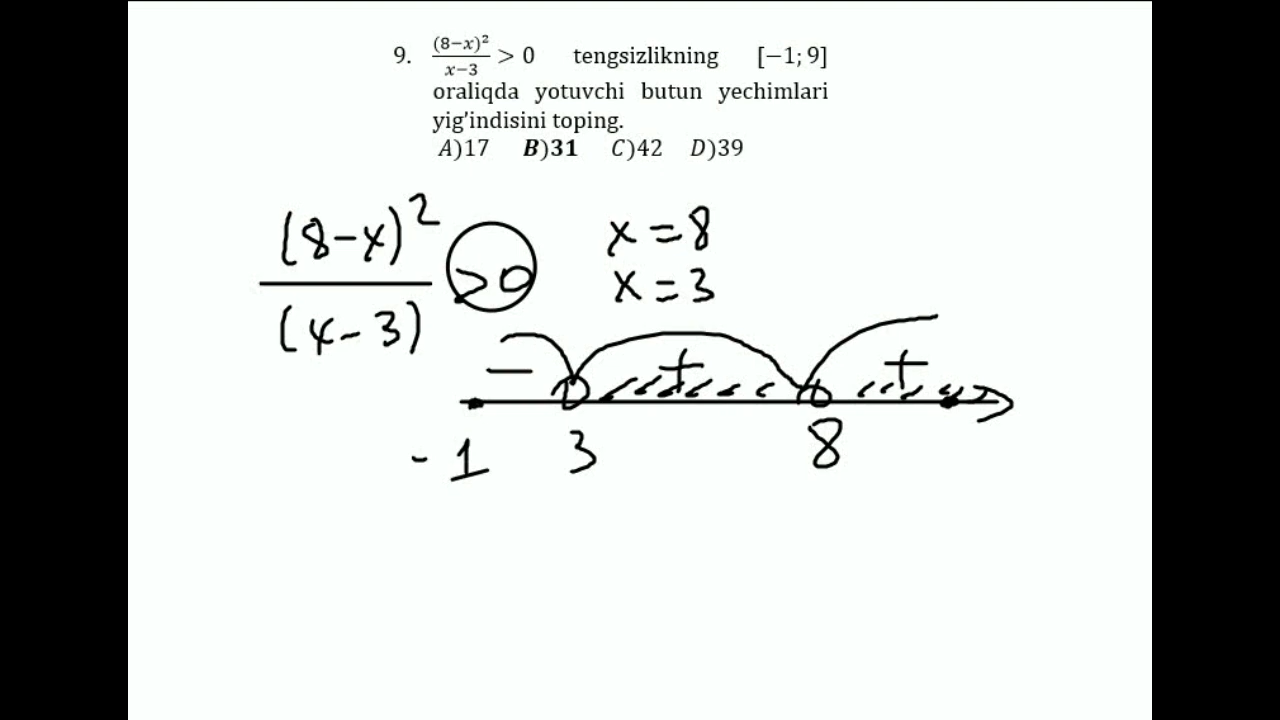 9. (8−x)²/(x−3) > 0 tengsizlikning [−1; 9]
oraliqda yotuvchi butun yechimlari
yig'indisini toping.
A)17 B)31 C)42 D)39
(8-x)²/(x-3) >0
x=8
x=3
- + +
-1 3 8